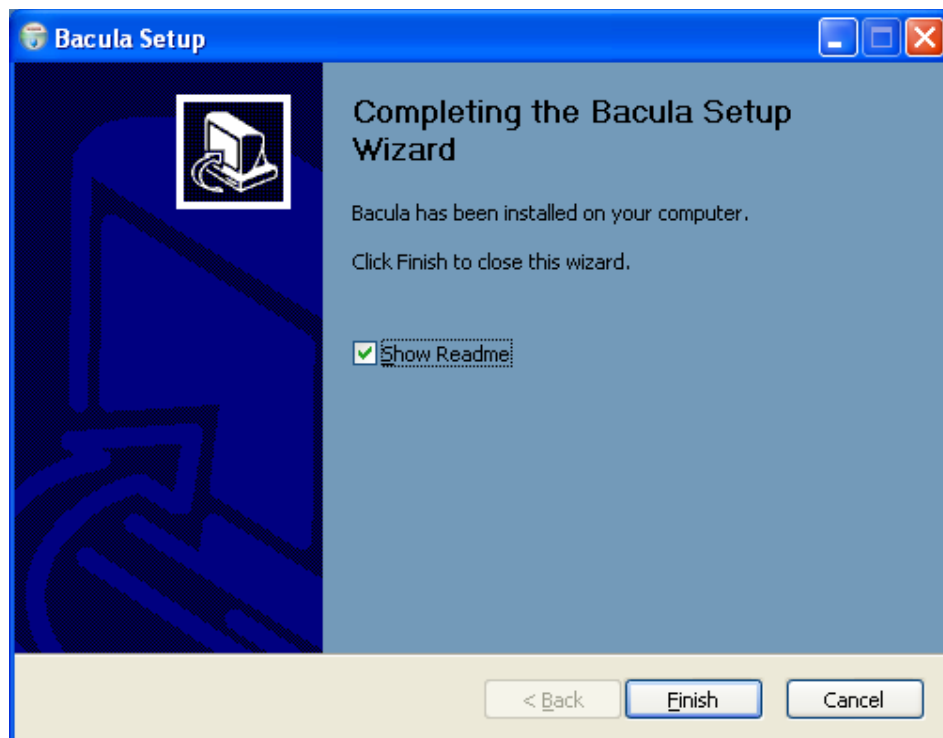 Bacula Setup
Completing the Bacula Setup
Wizard
Bacula has been installed on your computer.
Click Finish to close this wizard.
Show Readme
< Back
Finish
Cancel